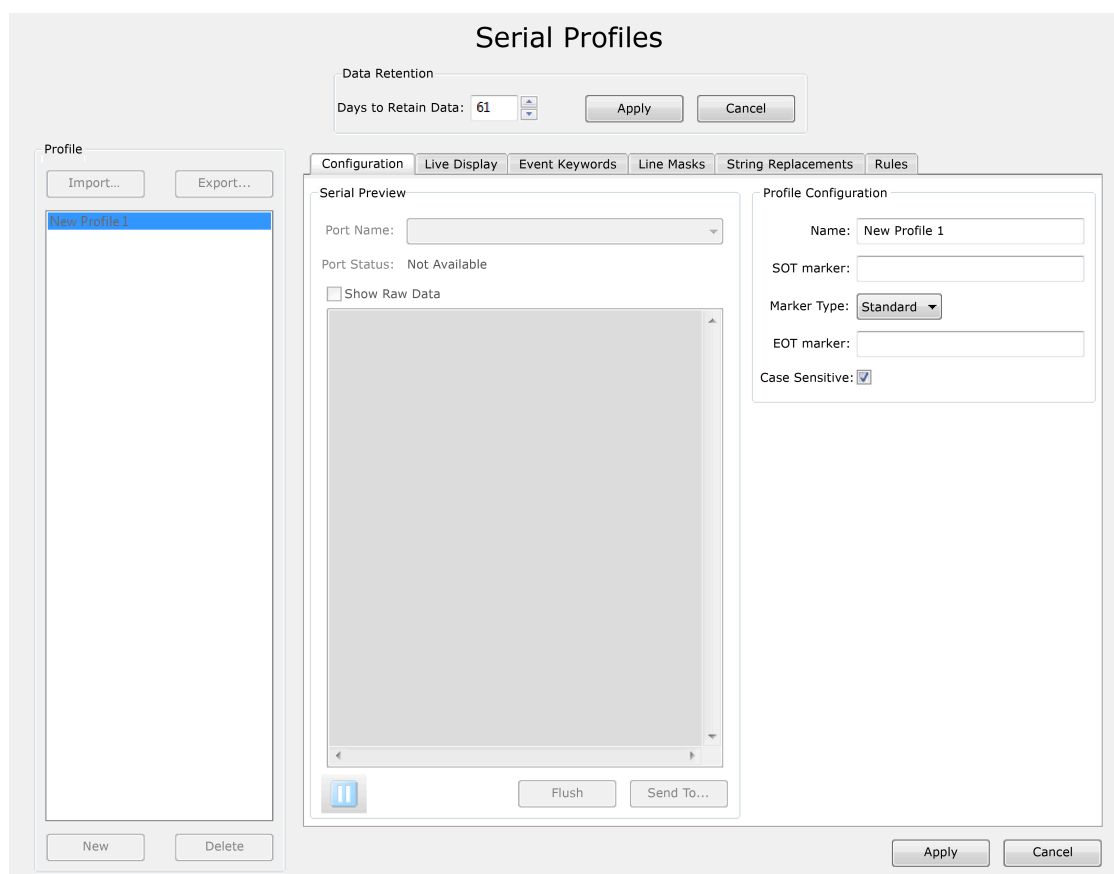 Serial Profiles
Data Retention
Days to Retain Data: 61
Apply
Cancel
Profile
Import...
Export...
New Profile 1
New
Delete
Configuration
Live Display
Event Keywords
Line Masks
String Replacements
Rules
Serial Preview
Port Name:
Port Status: Not Available
Show Raw Data
Flush
Send To...
Profile Configuration
Name: New Profile 1
SOT marker:
Marker Type: Standard
EOT marker:
Case Sensitive:
Apply
Cancel